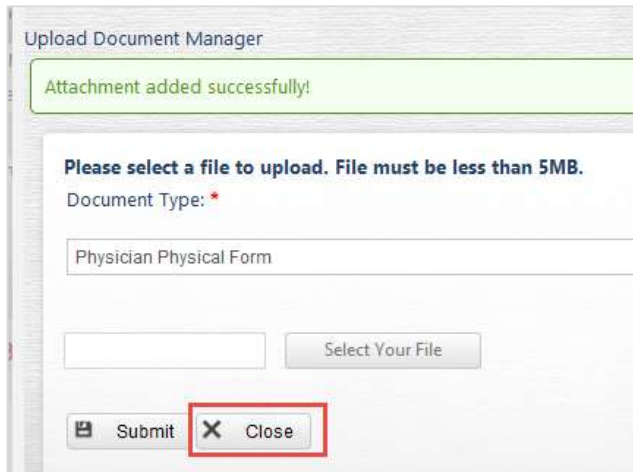 Upload Document Manager
Attachment added successfully!
Please select a file to upload. File must be less than 5MB.
Document Type: *
Physician Physical Form
Select Your File
Submit Close